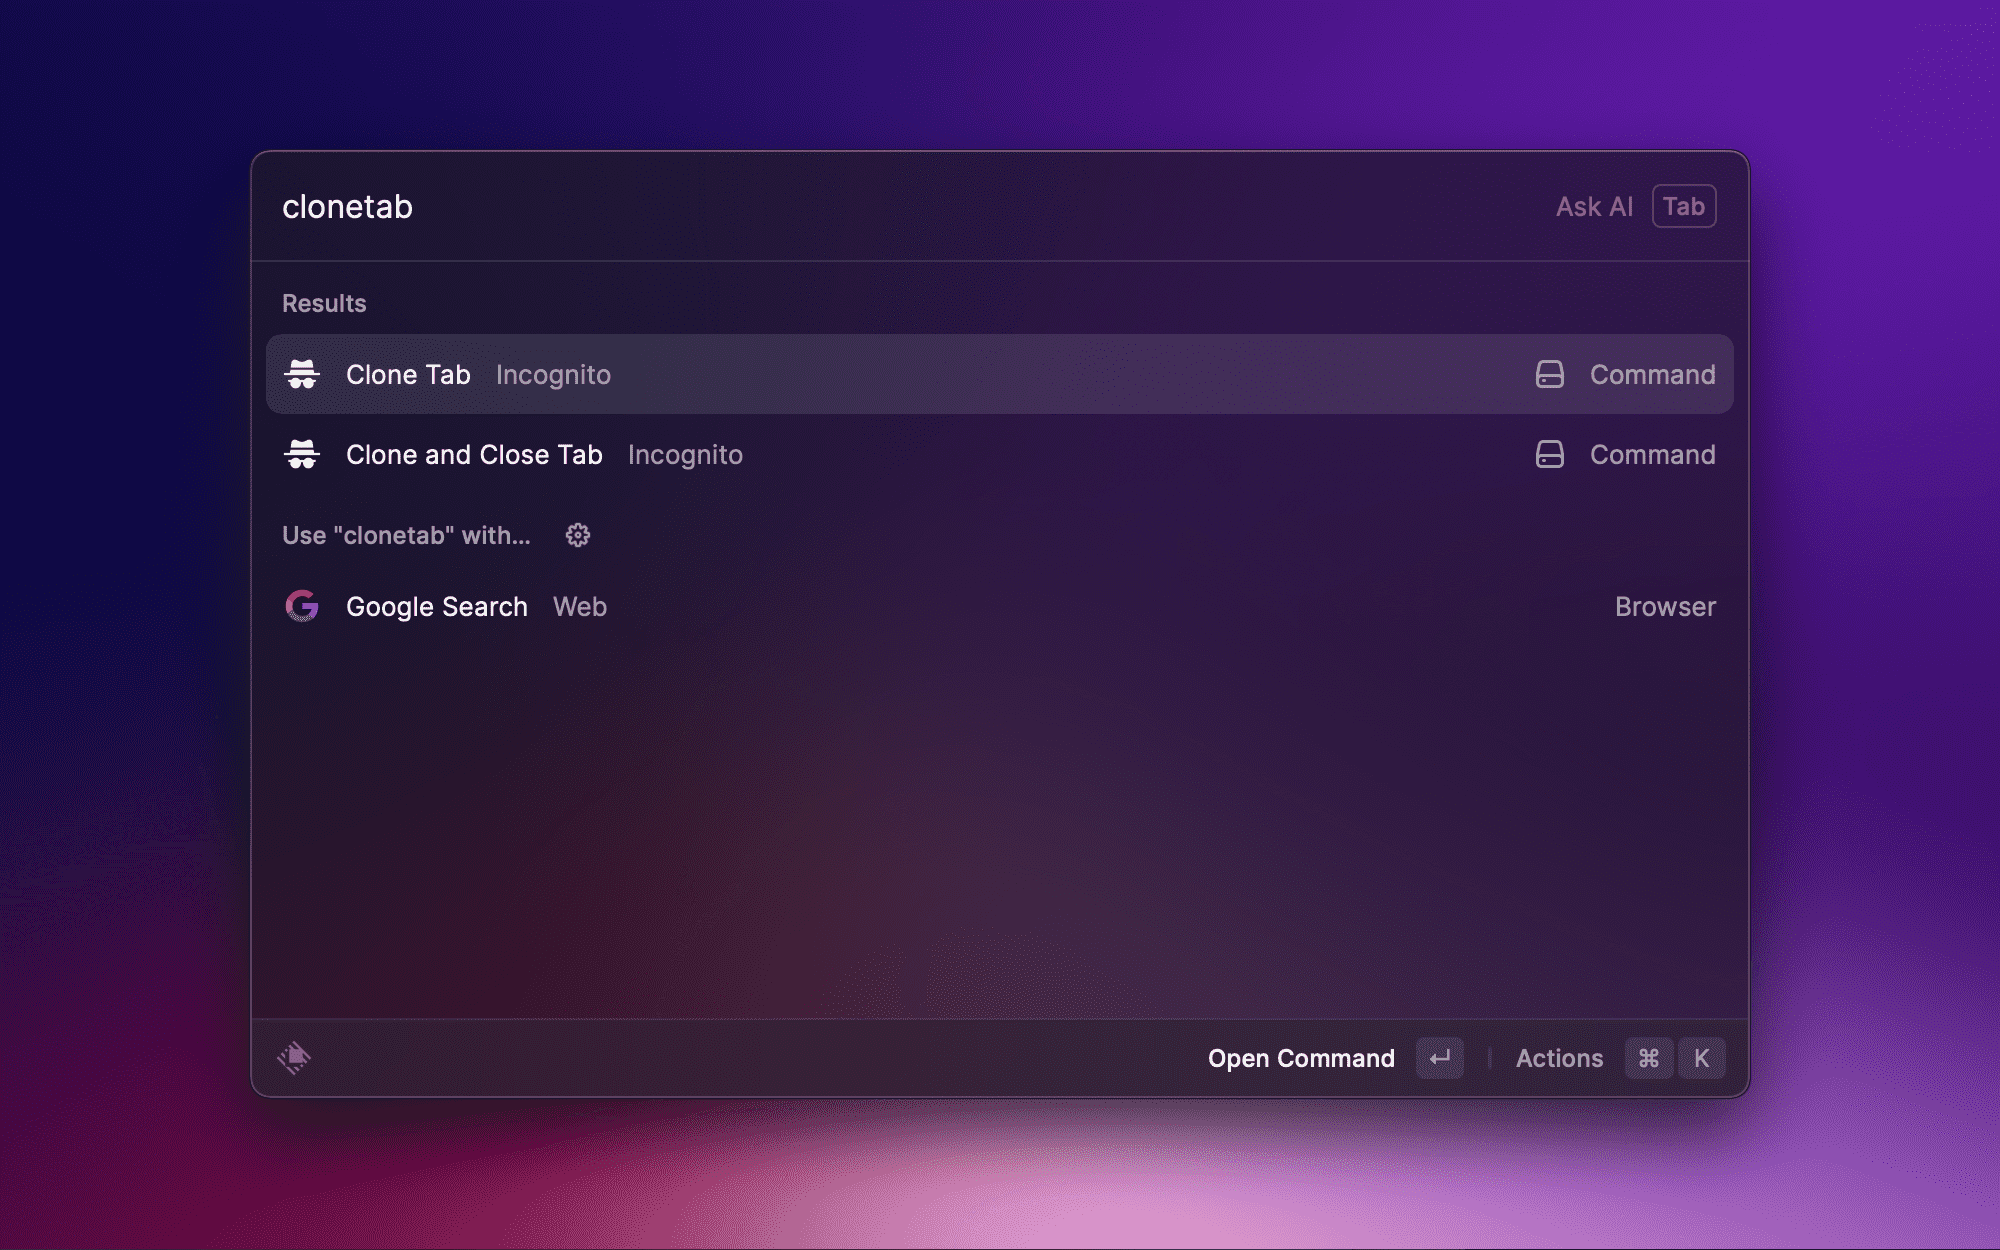 clonetab Ask AI Tab
Results
Clone Tab Incognito Command
Clone and Close Tab Incognito Command
Use "clonetab" with...
Google Search Web Browser
Open Command ↵ Actions ⌘ K